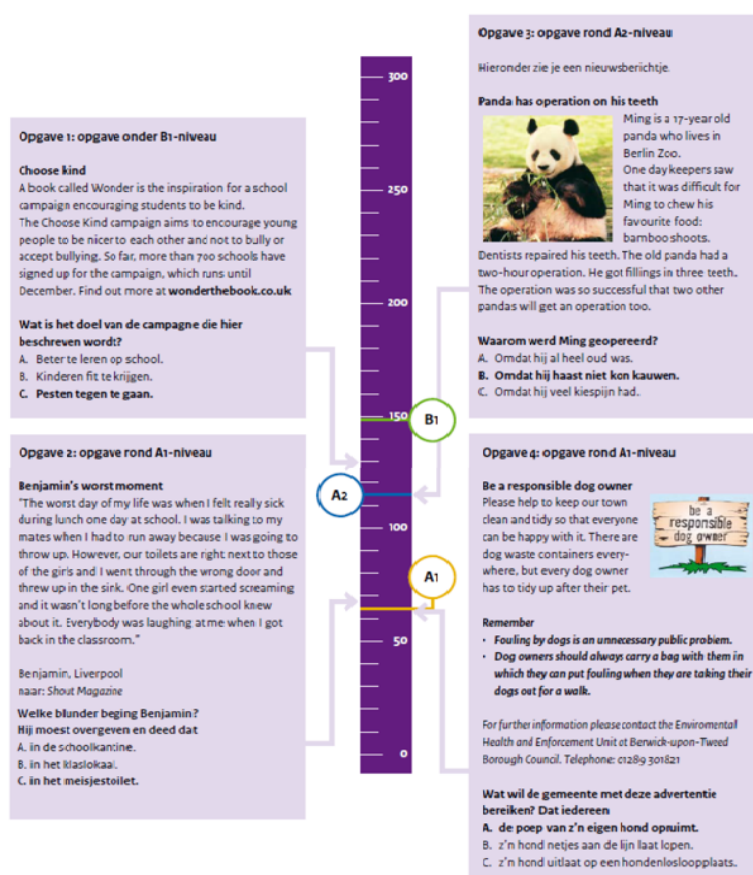 Opgave 1: opgave onder B1-niveau
Choose kind
A book called Wonder is the inspiration for a school
campaign encouraging students to be kind.
The Choose Kind campaign aims to encourage young
people to be nicer to each other and not to bully or
accept bullying. So far, more than 700 schools have
signed up for the campaign, which runs until
December. Find out more at wonderthebook.co.uk
Wat is het doel van de campagne die hier
beschreven wordt?
A. Beter te leren op school.
B. Kinderen fit te krijgen.
C. Pesten tegen te gaan.
Opgave 2: opgave rond A1-niveau
Benjamin's worst moment
"The worst day of my life was when I felt really sick
during lunch one day at school. I was talking to my
mates when I had to run away because I was going to
throw up. However, our toilets are right next to those
of the girls and I went through the wrong door and
threw up in the sink. One girl even started screaming
and it wasn't long before the whole school knew
about it. Everybody was laughing at me when I got
back in the classroom."
Benjamin, Liverpool
naar: Shout Magazine
Welke blunder beging Benjamin?
Hij moest overgeven en deed dat
A. in de schoolkantine.
B. in het klaslokaal.
C. in het meisjestoilet.
300
250
200
150
B1
A2
100
A1
50
0
Opgave 3: opgave rond A2-niveau
Hieronder zie je een nieuwsberichtje.
Panda has operation on his teeth
Ming is a 17-year old
panda who lives in
Berlin Zoo.
One day keepers saw
that it was difficult for
Ming to chew his
favourite food:
bamboo shoots.
Dentists repaired his teeth. The old panda had a
two-hour operation. He got fillings in three teeth.
The operation was so successful that two other
pandas will get an operation too.
Waarom werd Ming geopereerd?
A. Omdat hij al heel oud was.
B. Omdat hij haast niet kon kauwen.
C. Omdat hij veel kiespijn had.
Opgave 4: opgave rond A1-niveau
Be a responsible dog owner
Please help to keep our town
clean and tidy so that everyone
can be happy with it. There are
dog waste containers every-
where, but every dog owner
has to tidy up after their pet.
be a
responsible
dog owner
Remember
• Fouling by dogs is an unnecessary public problem.
• Dog owners should always carry a bag with them in
which they can put fouling when they are taking their
dogs out for a walk.
For further information please contact the Enviromental
Health and Enforcement Unit at Berwick-upon-Tweed
Borough Council. Telephone: 01289 301821
Wat wil de gemeente met deze advertentie
bereiken? Dat iedereen
A. de poep van z'n eigen hond opruimt.
B. z'n hond netjes aan de lijn laat lopen.
C. z'n hond uitlaat op een hondenlosloopplaats.